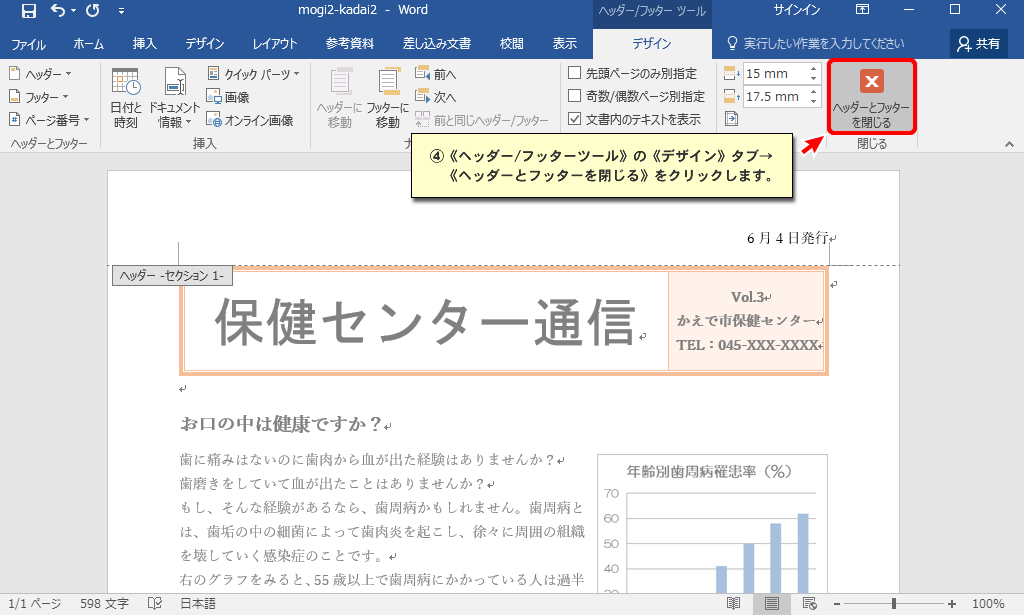 mogi2-kadai2 - Word
ヘッダー/フッター ツール
サインイン
ファイル
ホーム
挿入
デザイン
レイアウト
参考資料
差し込み文書
校閲
表示
デザイン
実行したい作業を入力してください
共有
ヘッダー
フッター
ページ番号
ヘッダーとフッター
日付と
時刻
ドキュメント
情報
クイック パーツ
画像
オンライン画像
挿入
ヘッダーに
移動
フッターに
移動
前へ
次へ
前と同じヘッダー/フッター
先頭ページのみ別指定
奇数/偶数ページ別指定
文書内のテキストを表示
15 mm
17.5 mm
ヘッダーとフッター
を閉じる
閉じる
④《ヘッダー/フッターツール》の《デザイン》タブ→
《ヘッダーとフッターを閉じる》をクリックします。
6 月 4 日発行
ヘッダー -セクション 1-
保健センター通信
Vol.3
かえで市保健センター
TEL：045-XXX-XXXX
お口の中は健康ですか？
歯に痛みはないのに歯肉から血が出た経験はありませんか？
歯磨きをしていて血が出たことはありませんか？
もし、そんな経験があるなら、歯周病かもしれません。歯周病と
は、歯垢の中の細菌によって歯肉炎を起こし、徐々に周囲の組織
を壊していく感染症のことです。
右のグラフをみると、55 歳以上で歯周病にかかっている人は過半
年齢別歯周病罹患率（%）
70
60
50
40
1/1 ページ
598 文字
日本語
100%